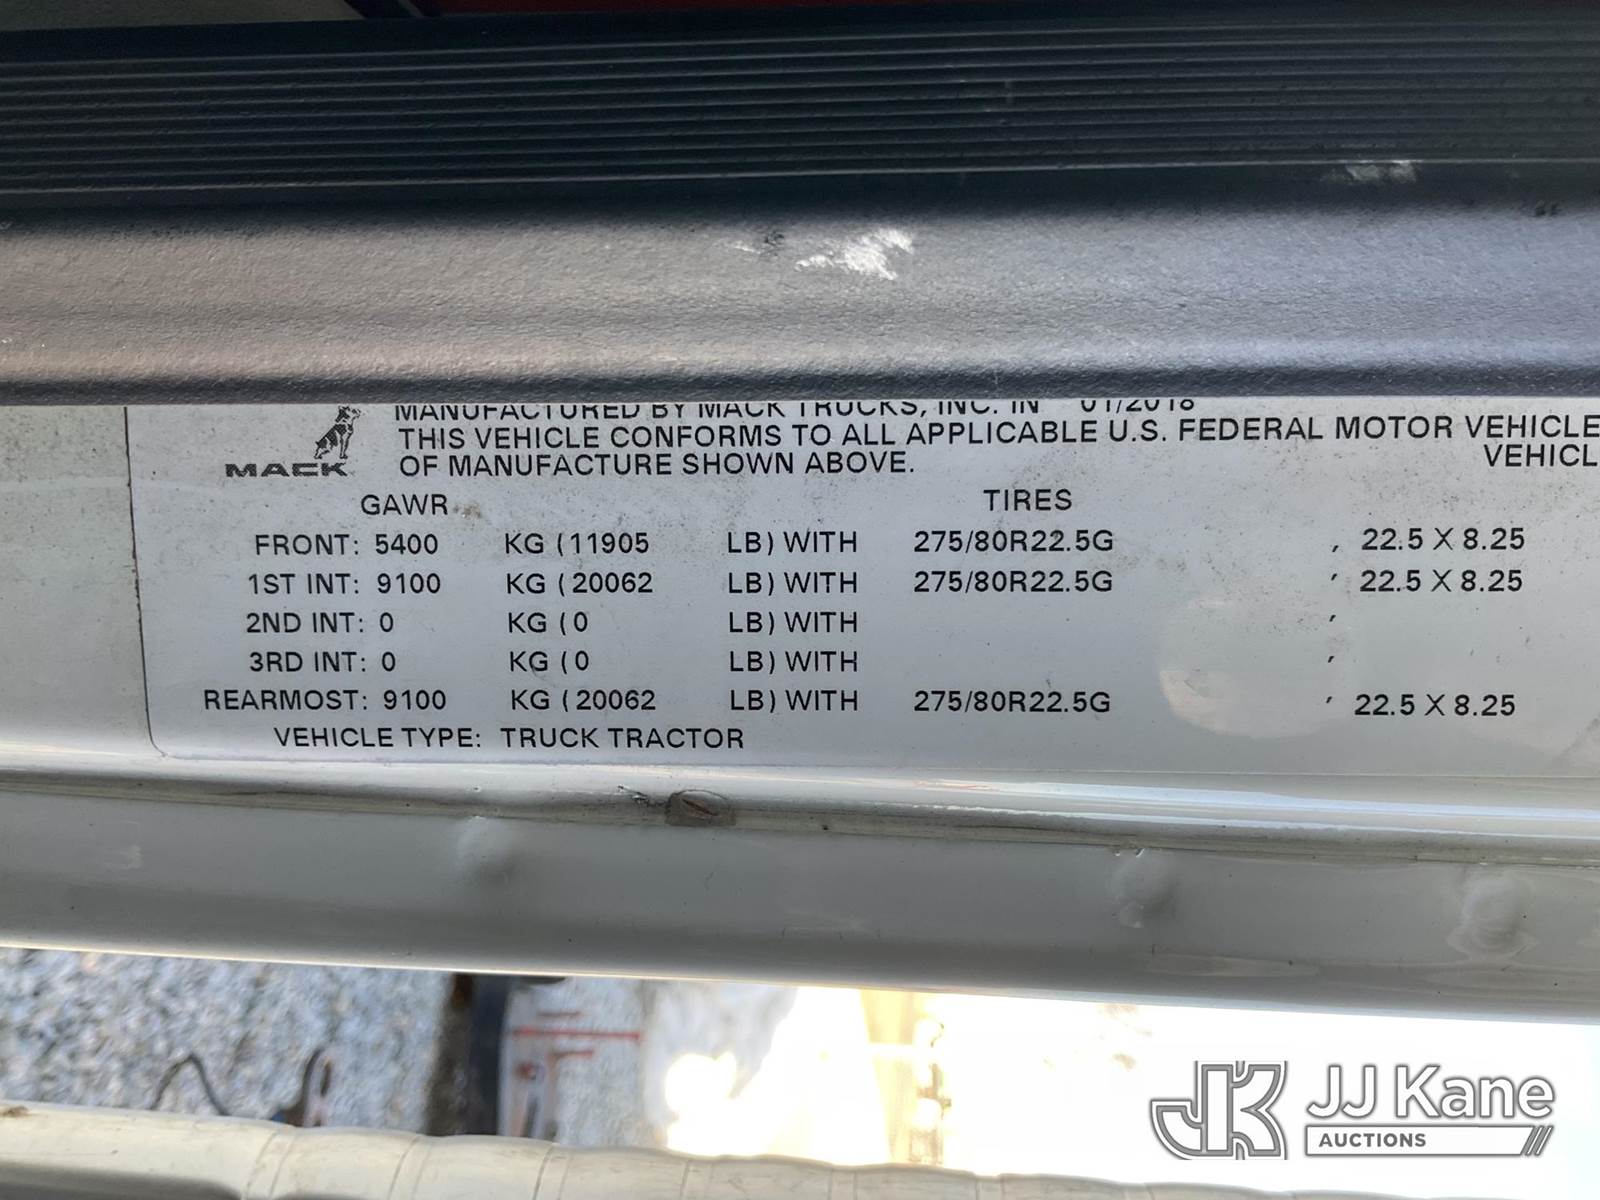 MANUFACTURED BY MACK TRUCKS, INC. IN 01/2018
THIS VEHICLE CONFORMS TO ALL APPLICABLE U.S. FEDERAL MOTOR VEHICLE
OF MANUFACTURE SHOWN ABOVE. VEHICL
MACK
GAWR TIRES
FRONT: 5400 KG (11905 LB) WITH 275/80R22.5G , 22.5 X 8.25
1ST INT: 9100 KG (20062 LB) WITH 275/80R22.5G , 22.5 X 8.25
2ND INT: 0 KG (0 LB) WITH ,
3RD INT: 0 KG (0 LB) WITH ,
REARMOST: 9100 KG (20062 LB) WITH 275/80R22.5G , 22.5 X 8.25
VEHICLE TYPE: TRUCK TRACTOR
JK JJ Kane
AUCTIONS